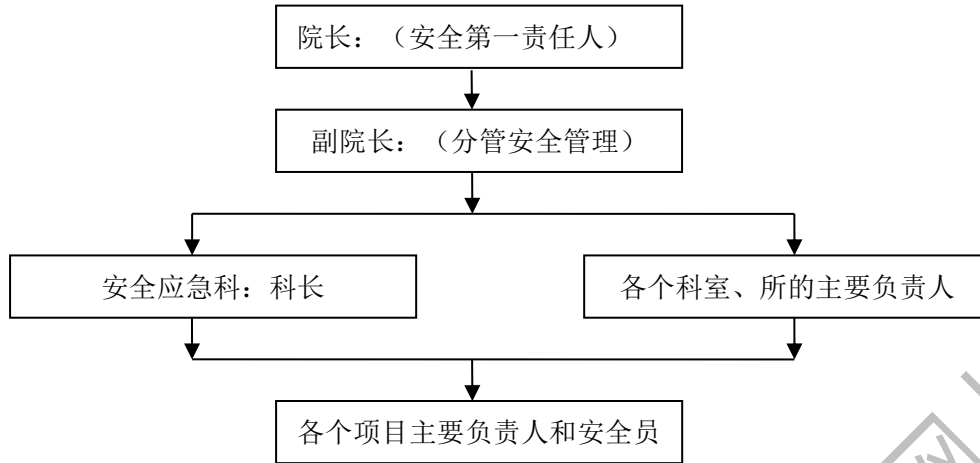 院长：（安全第一责任人）
副院长：（分管安全管理）
安全应急科：科长
各个科室、所的主要负责人
各个项目主要负责人和安全员